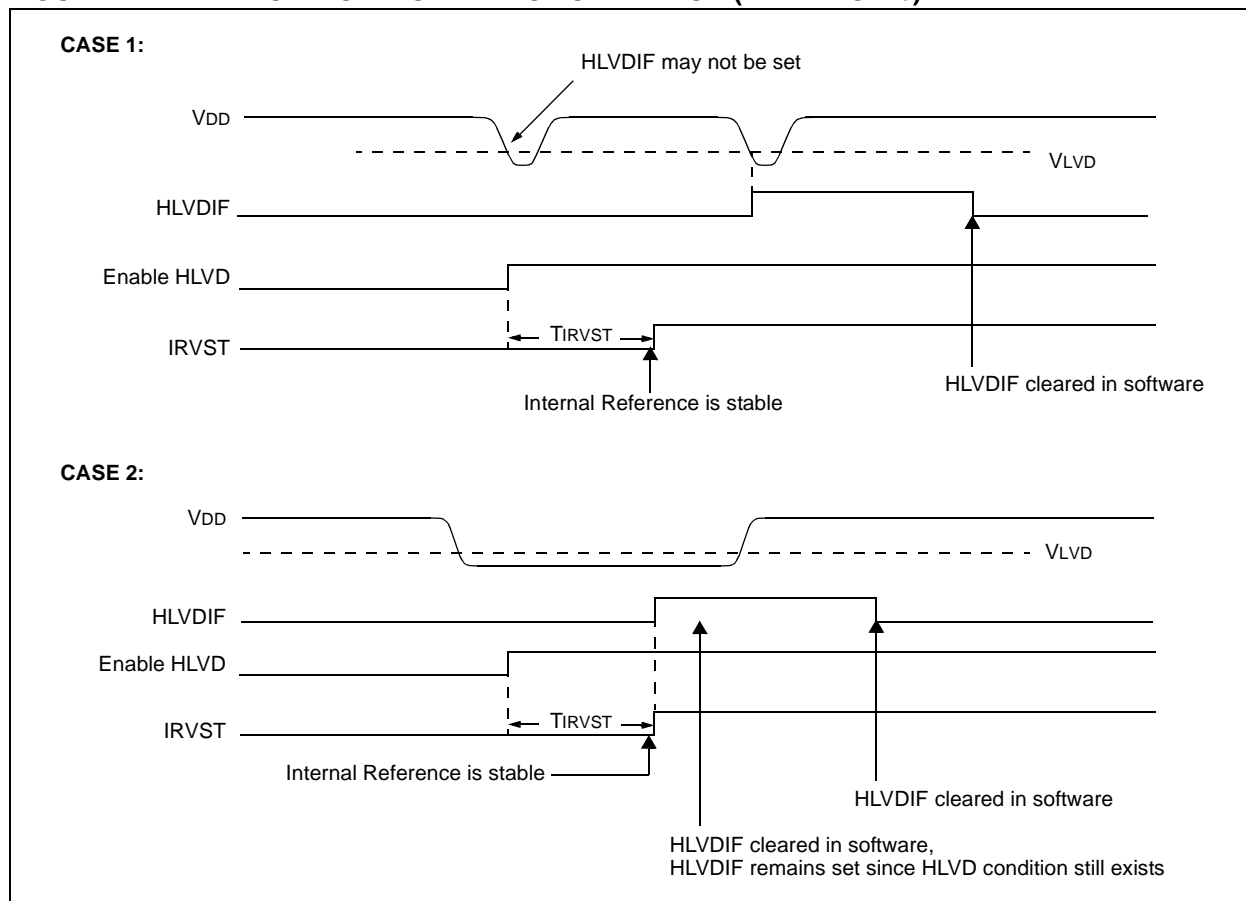 CASE 1:
HLVDIF may not be set
VDD
VLVD
HLVDIF
Enable HLVD
TIRVST
IRVST
HLVDIF cleared in software
Internal Reference is stable
CASE 2:
VDD
VLVD
HLVDIF
Enable HLVD
TIRVST
IRVST
Internal Reference is stable
HLVDIF cleared in software
HLVDIF cleared in software,
HLVDIF remains set since HLVD condition still exists